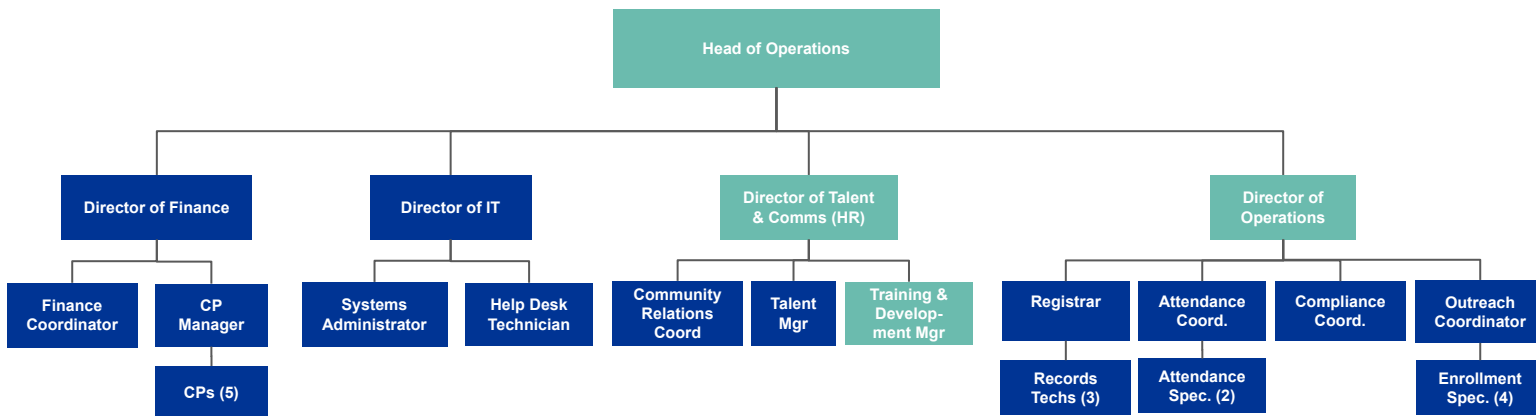 Head of Operations
Director of Finance
Director of IT
Director of Talent
& Comms (HR)
Director of
Operations
Finance
Coordinator
CP
Manager
Systems
Administrator
Help Desk
Technician
Community
Relations
Coord
Talent
Mgr
Training &
Develop-
ment Mgr
Registrar
Attendance
Coord.
Compliance
Coord.
Outreach
Coordinator
CPs (5)
Records
Techs (3)
Attendance
Spec. (2)
Enrollment
Spec. (4)